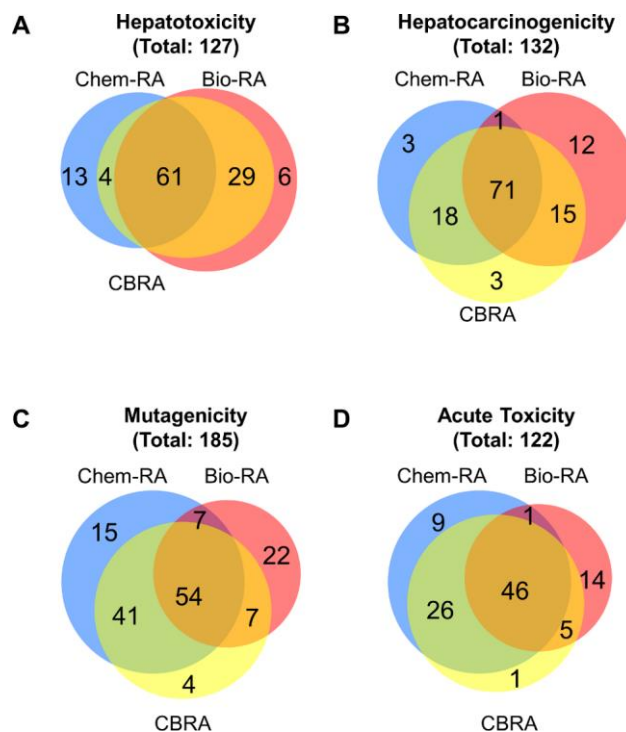 A
Hepatotoxicity
(Total: 127)
Chem-RA Bio-RA
13 4 61 29 6
CBRA
B
Hepatocarcinogenicity
(Total: 132)
Chem-RA Bio-RA
1
3 12
71
18 15
3
CBRA
C
Mutagenicity
(Total: 185)
Chem-RA Bio-RA
7
15 22
54
41 7
4
CBRA
D
Acute Toxicity
(Total: 122)
Chem-RA Bio-RA
1
9 14
46
26 5
1
CBRA